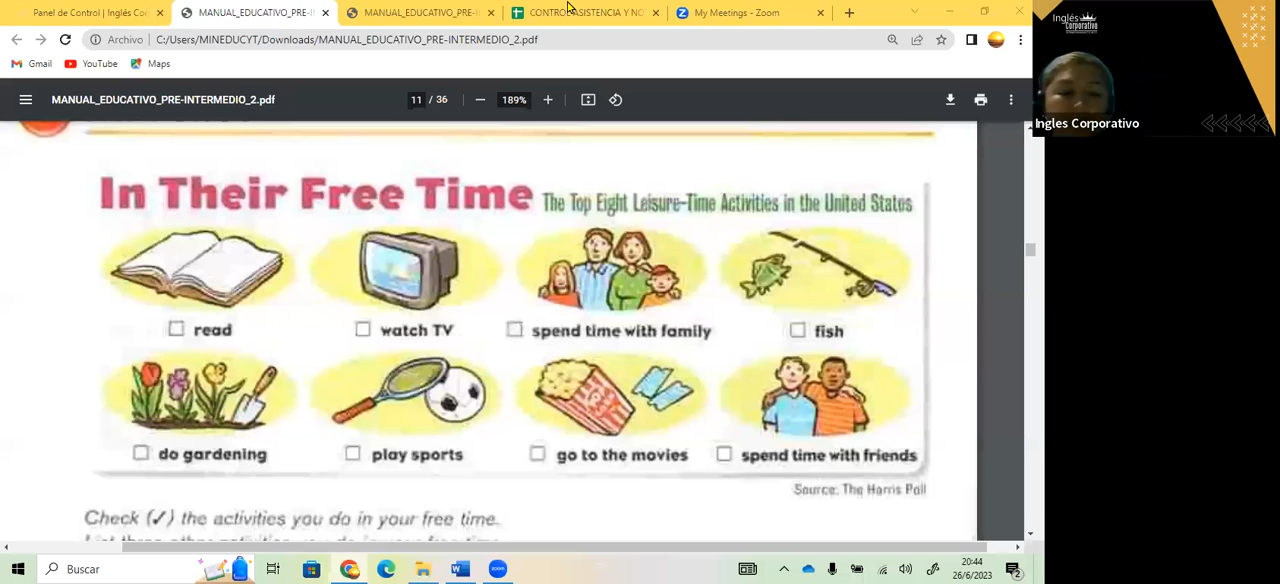 Panel de Control | Inglés Co
MANUAL_EDUCATIVO_PRE-I
MANUAL_EDUCATIVO_PRE-I
CONTROL ASISTENCIA Y NO
My Meetings - Zoom
Archivo
C:/Users/MINEDUCYT/Downloads/MANUAL_EDUCATIVO_PRE-INTERMEDIO_2.pdf
Gmail
YouTube
Maps
MANUAL_EDUCATIVO_PRE-INTERMEDIO_2.pdf
11 / 36
189%
Inglés
Corporativo
Ingles Corporativo
In Their Free Time
The Top Eight Leisure-Time Activities in the United States
read
watch TV
spend time with family
fish
do gardening
play sports
go to the movies
spend time with friends
Source: The Harris Poll
Check (✓) the activities you do in your free time.
Buscar
zoom
20:44
26/6/2023
2